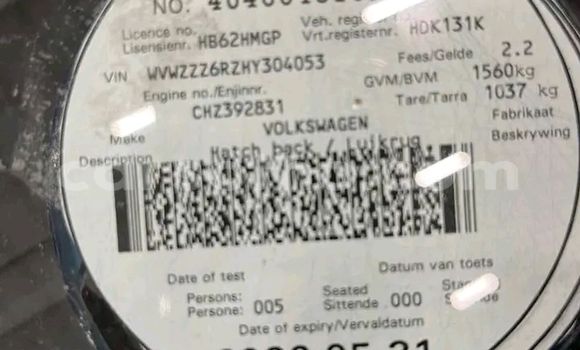 NO.
Licence no. Veh. regi
Lisensienr. HB62HMGP Vrt.registernr. HDK131K
VIN WVWZZZ6RZHY304053 Fees/Gelde 2.2
Engine no./Enjinnr. GVM/BVM 1560kg
CHZ392831 Tare/Tarra 1037 kg
Make VOLKSWAGEN Fabrikaat
Description Hatch back / Luikrug Beskrywing
Date of test Datum van toets
Persons: Seated
Persone: 005 Sittende .000
Date of expiry/Vervaldatum